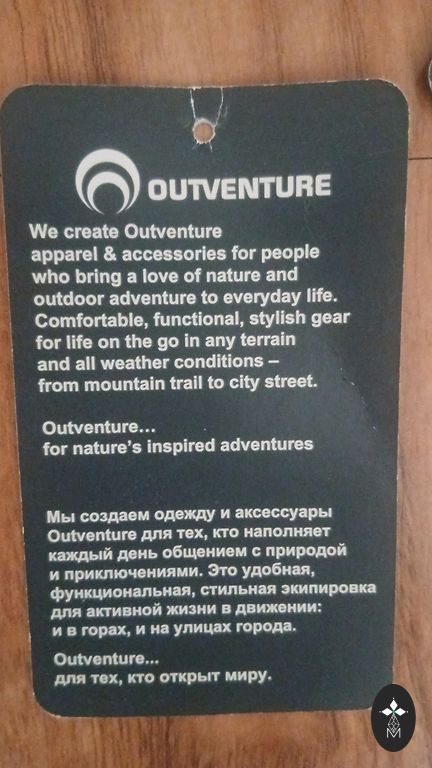 OUTVENTURE
We create Outventure
apparel & accessories for people
who bring a love of nature and
outdoor adventure to everyday life.
Comfortable, functional, stylish gear
for life on the go in any terrain
and all weather conditions –
from mountain trail to city street.
Outventure...
for nature's inspired adventures
Мы создаем одежду и аксессуары
Outventure для тех, кто наполняет
каждый день общением с природой
и приключениями. Это удобная,
функциональная, стильная экипировка
для активной жизни в движении:
и в горах, и на улицах города.
Outventure...
для тех, кто открыт миру.
M